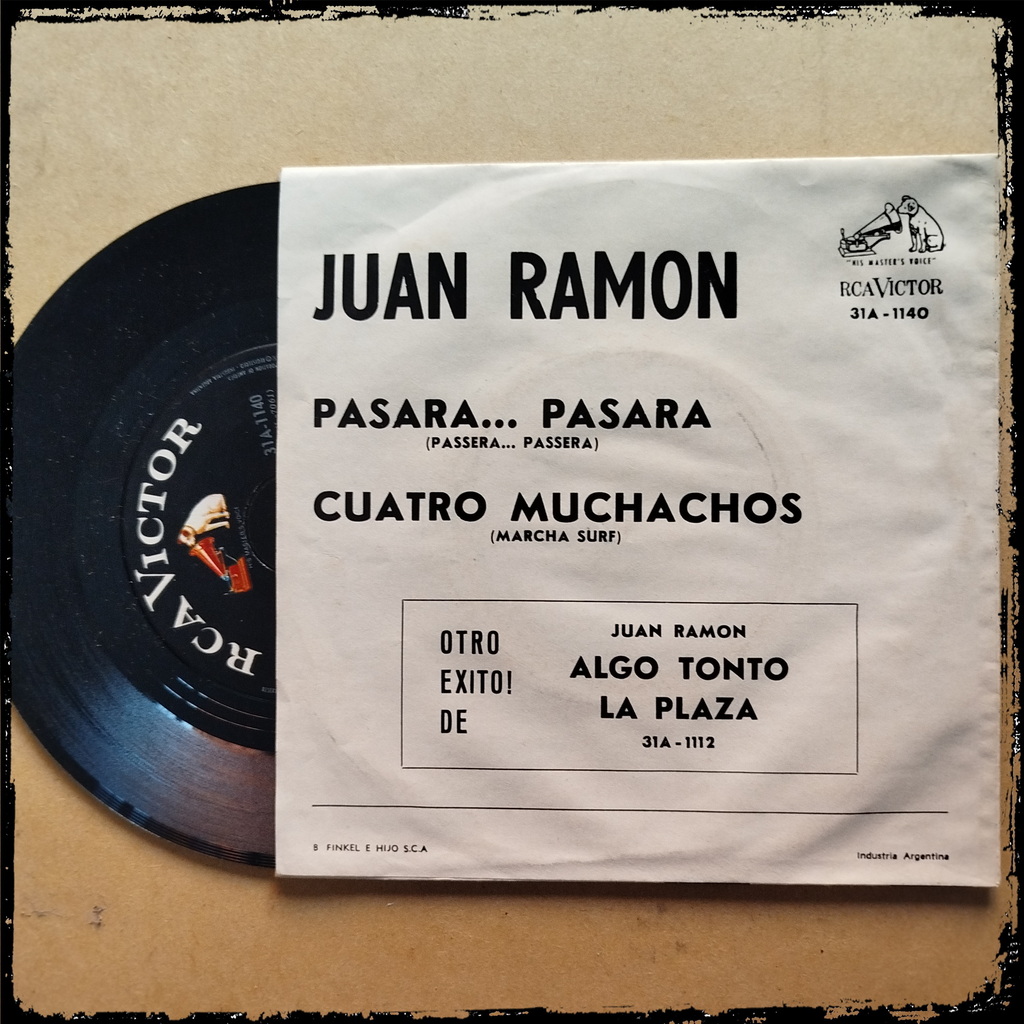 JUAN RAMON
"HIS MASTER'S VOICE"
RCA VICTOR
31A-1140
PASARA... PASARA
(PASSERA... PASSERA)
CUATRO MUCHACHOS
(MARCHA SURF)
OTRO
EXITO!
DE
JUAN RAMON
ALGO TONTO
LA PLAZA
31A-1112
B FINKEL E HIJO S.C.A
Industria Argentina
RCA VICTOR
31A-1140